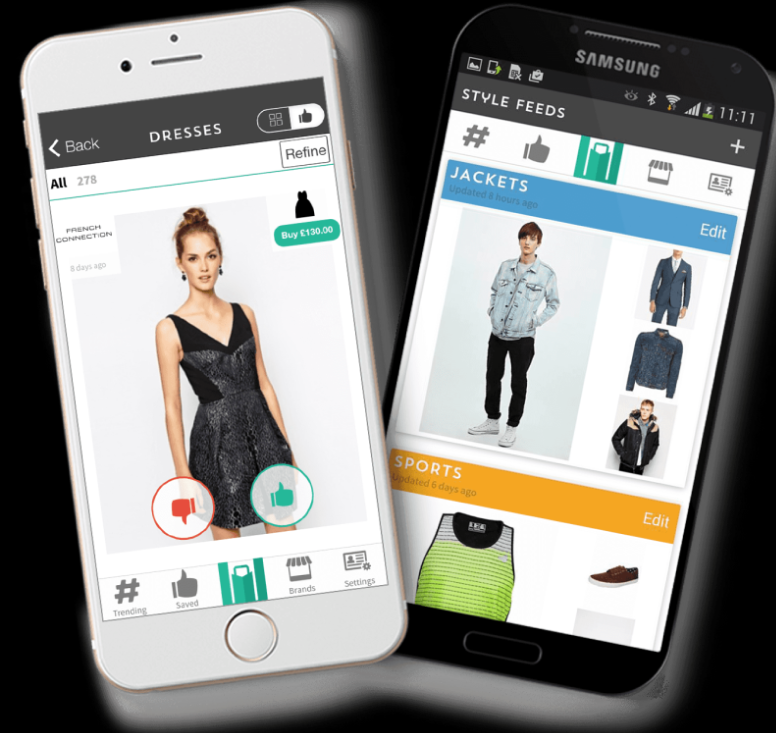 Back
DRESSES
Refine
All 278
FRENCH
CONNECTION
8 days ago
Buy £130.00
Trending
Saved
Brands
Settings
SAMSUNG
11:11
STYLE FEEDS
+
JACKETS
Updated 8 hours ago
Edit
SPORTS
Updated 6 days ago
Edit